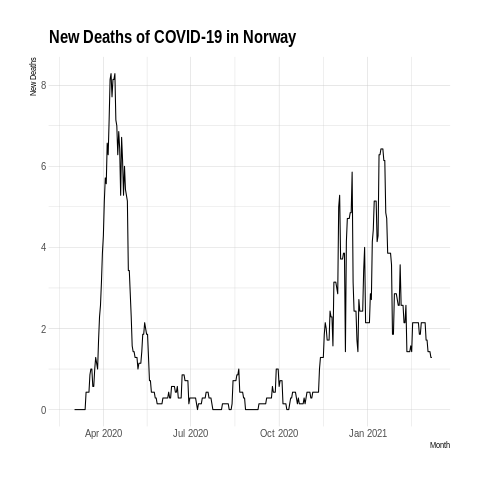 New Deaths of COVID-19 in Norway
New Deaths
8
6
4
2
0
Apr 2020
Jul 2020
Oct 2020
Jan 2021
Month